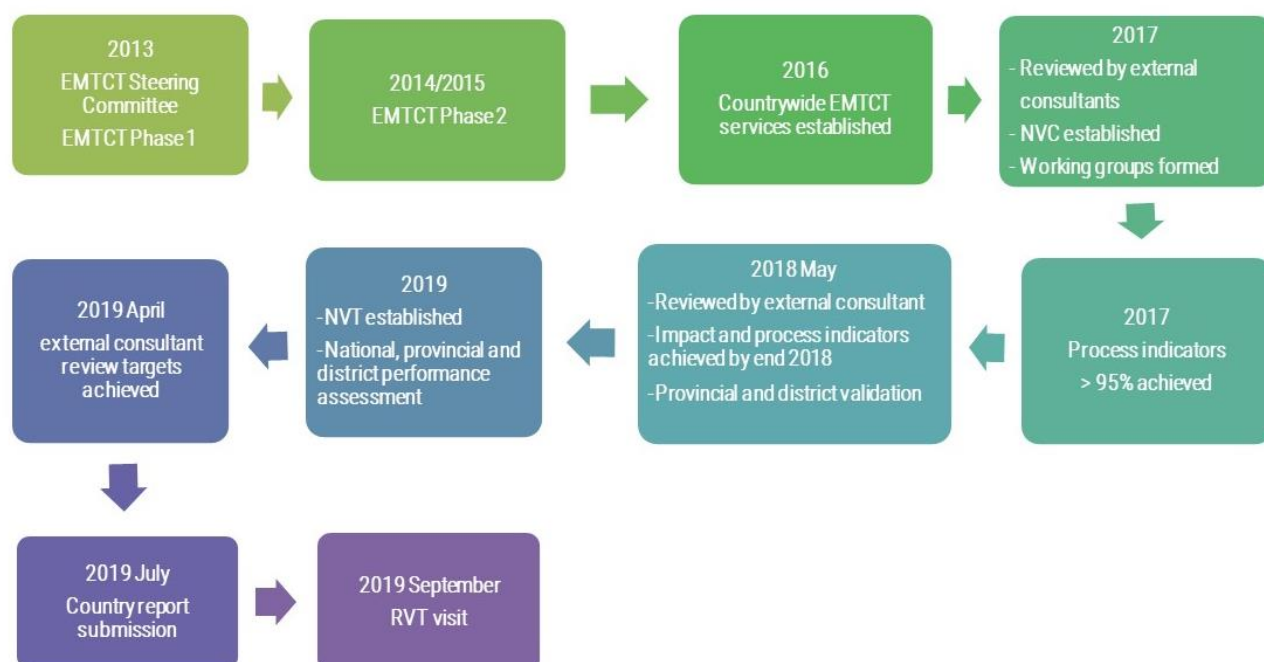 2013
EMTCT Steering
Committee
EMTCT Phase 1
2014/2015
EMTCT Phase 2
2016
Countrywide EMTCT
services established
2017
- Reviewed by external
consultants
- NVC established
- Working groups formed
2017
Process indicators
> 95% achieved
2018 May
-Reviewed by external consultant
-Impact and process indicators
achieved by end 2018
-Provincial and district validation
2019
-NVT established
-National, provincial and
district performance
assessment
2019 April
external consultant
review targets
achieved
2019 July
Country report
submission
2019 September
RVT visit